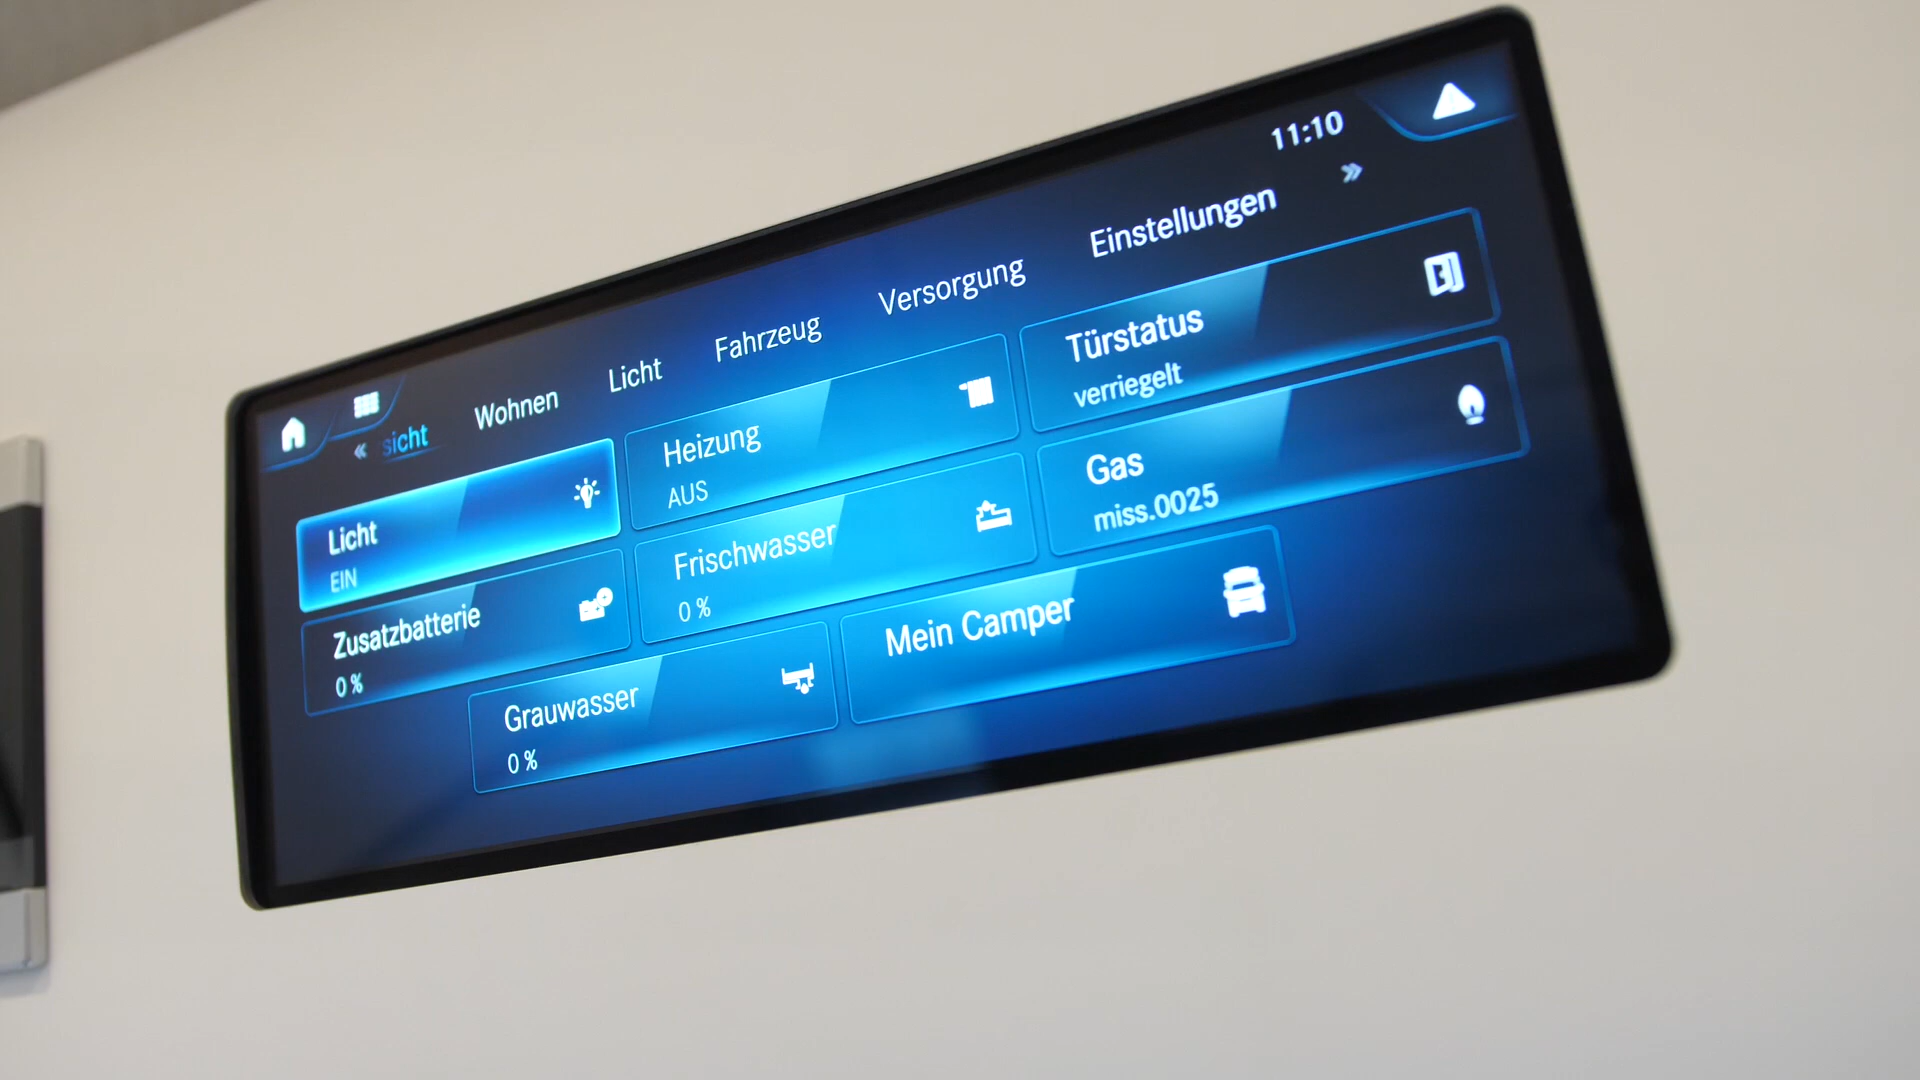 11:10
sicht Wohnen Licht Fahrzeug Versorgung Einstellungen
Licht
EIN
Heizung
AUS
Türstatus
verriegelt
Zusatzbatterie
0 %
Frischwasser
0 %
Gas
miss.0025
Grauwasser
0 %
Mein Camper